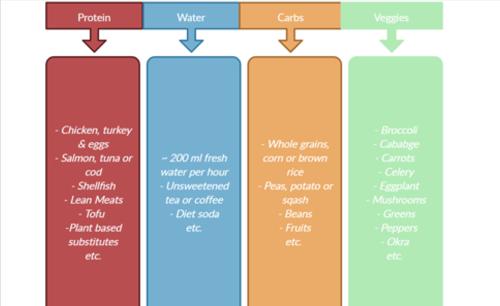 Protein
Water
Carbs
Veggies
- Chicken, turkey
& eggs
- Salmon, tuna or
cod
- Shellfish
- Lean Meats
- Tofu
-Plant based
substitutes
etc.
~ 200 ml fresh
water per hour
- Unsweetened
tea or coffee
- Diet soda
etc.
- Whole grains,
corn or brown
rice
- Peas, potato or
sqash
- Beans
- Fruits
etc.
- Broccoli
- Cababge
- Carrots
- Celery
- Eggplant
- Mushrooms
- Greens
- Peppers
- Okra
etc.